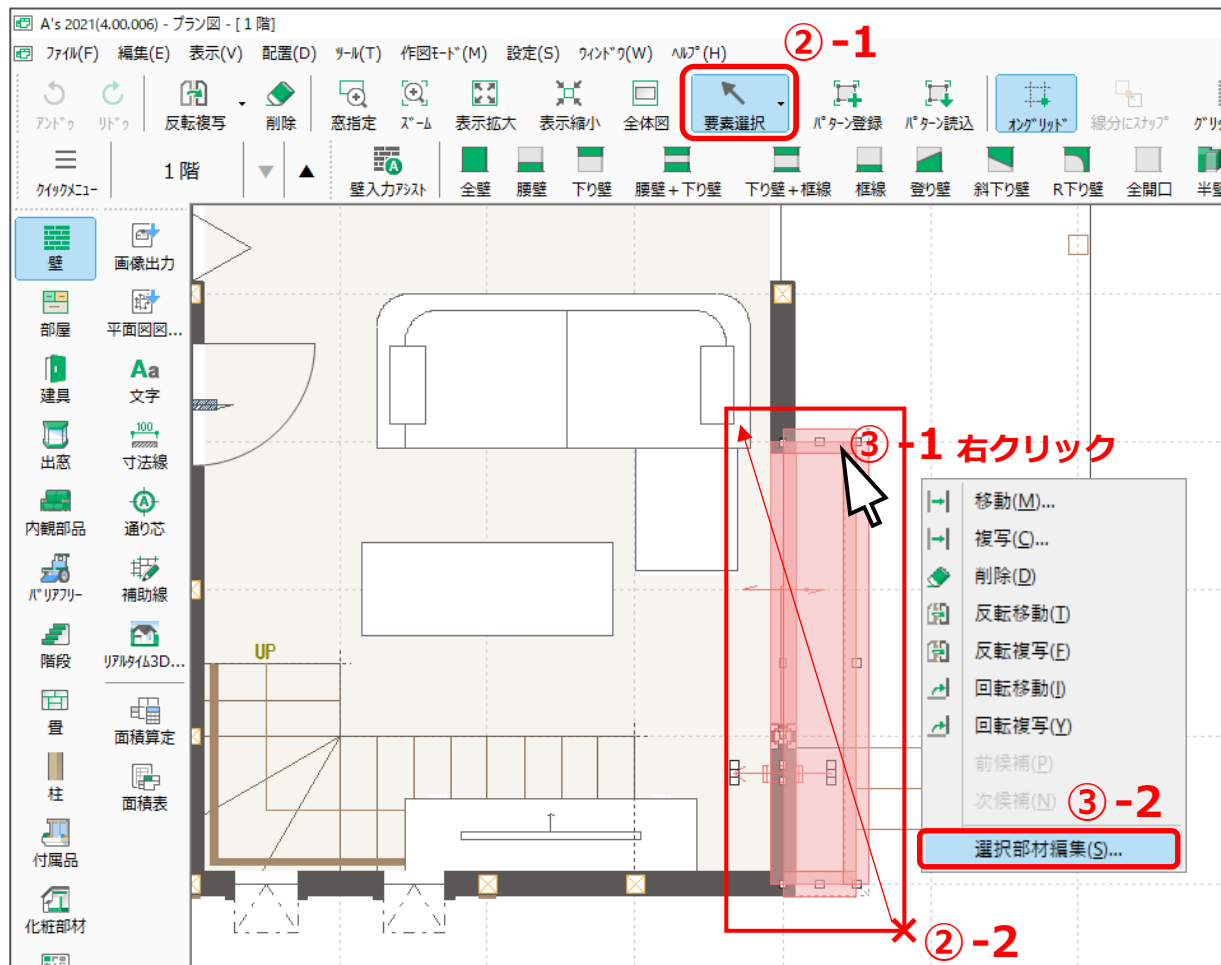 A's 2021(4.00.006) - プラン図 - [1 階]
ﾌｧｲﾙ(F) 編集(E) 表示(V) 配置(D) ﾂｰﾙ(T) 作図ﾓｰﾄﾞ(M) 設定(S) ｳｨﾝﾄﾞｳ(W) ﾍﾙﾌﾟ(H)
②-1
ｱﾝﾄﾞｩ ﾘﾄﾞｩ 反転複写 削除 窓指定 ｽﾞｰﾑ 表示拡大 表示縮小 全体図 要素選択 ﾊﾟﾀｰﾝ登録 ﾊﾟﾀｰﾝ読込 ｵﾝｸﾞﾘｯﾄﾞ 線分にｽﾅｯﾌﾟ
ｸｲｯｸﾒﾆｭｰ 1 階 ▼ ▲ 壁入力ｱｼｽﾄ 全壁 腰壁 下り壁 腰壁+下り壁 下り壁+框線 框線 登り壁 斜下り壁 R下り壁 全開口 半壁
壁 画像出力
部屋 平面図図...
建具 Aa 文字
出窓 100 寸法線
内観部品 A 通り芯
ﾊﾞﾘｱﾌﾘｰ 補助線
階段 ﾘｱﾙﾀｲﾑ3D...
畳 面積算定
柱 面積表
付属品
化粧部材
UP
③-1 右クリック
移動(M)...
複写(C)...
削除(D)
反転移動(T)
反転複写(F)
回転移動(I)
回転複写(Y)
前候補(P)
次候補(N)
③-2
選択部材編集(S)...
②-2